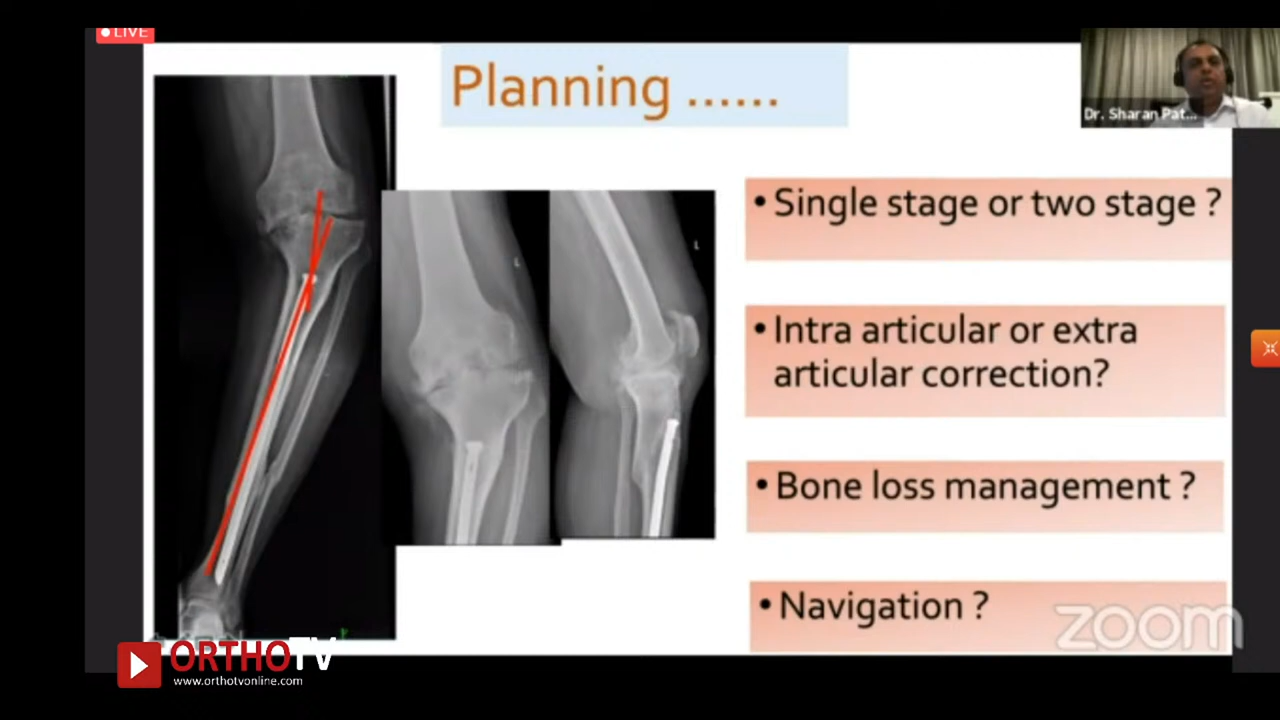 LIVE
Planning ......
Dr. Sharan Pat...
• Single stage or two stage ?
L
L
• Intra articular or extra
articular correction?
• Bone loss management ?
• Navigation ?
zoom
ORTHOTV
www.orthotvonline.com